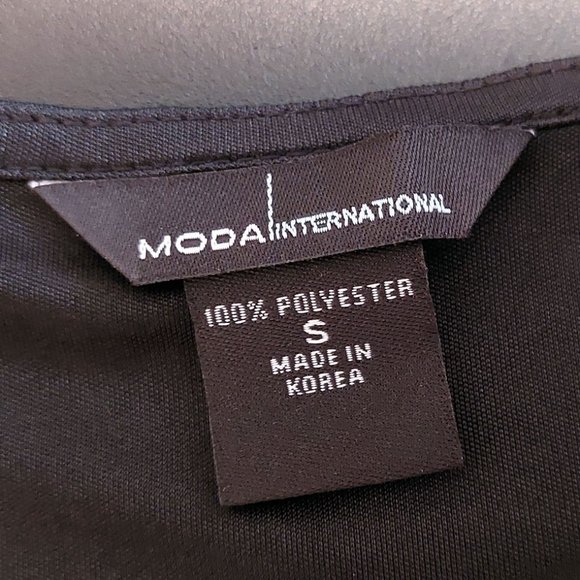 MODA INTERNATIONAL
100% POLYESTER
S
MADE IN
KOREA